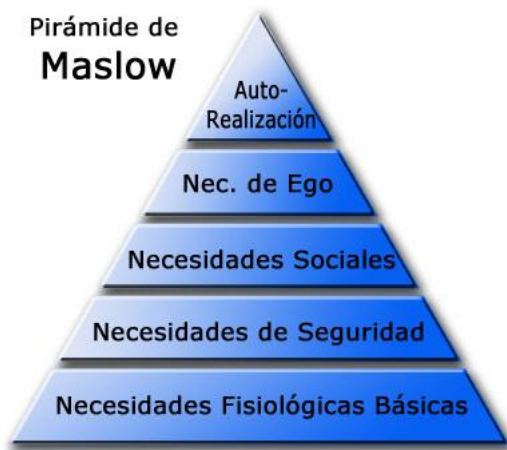 Pirámide de
Maslow
Auto-
Realización
Nec. de Ego
Necesidades Sociales
Necesidades de Seguridad
Necesidades Fisiológicas Básicas